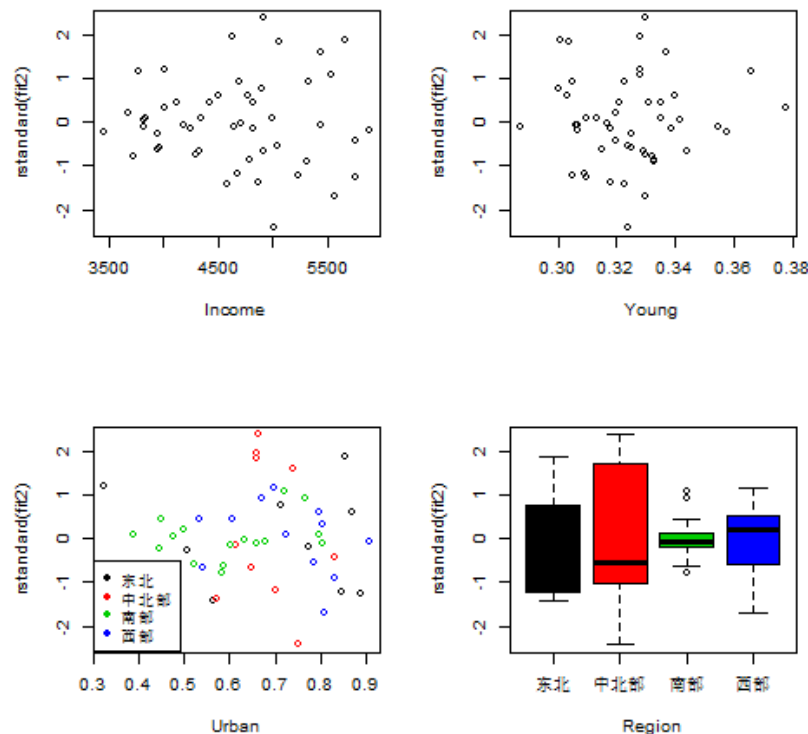 rstandard(fit2)
2
1
0
-1
-2
3500 4500 5500
Income
rstandard(fit2)
2
1
0
-1
-2
0.30 0.32 0.34 0.36 0.38
Young
rstandard(fit2)
2
1
0
-1
-2
东北
中北部
南部
西部
0.3 0.4 0.5 0.6 0.7 0.8 0.9
Urban
rstandard(fit2)
2
1
0
-1
-2
东北 中北部 南部 西部
Region